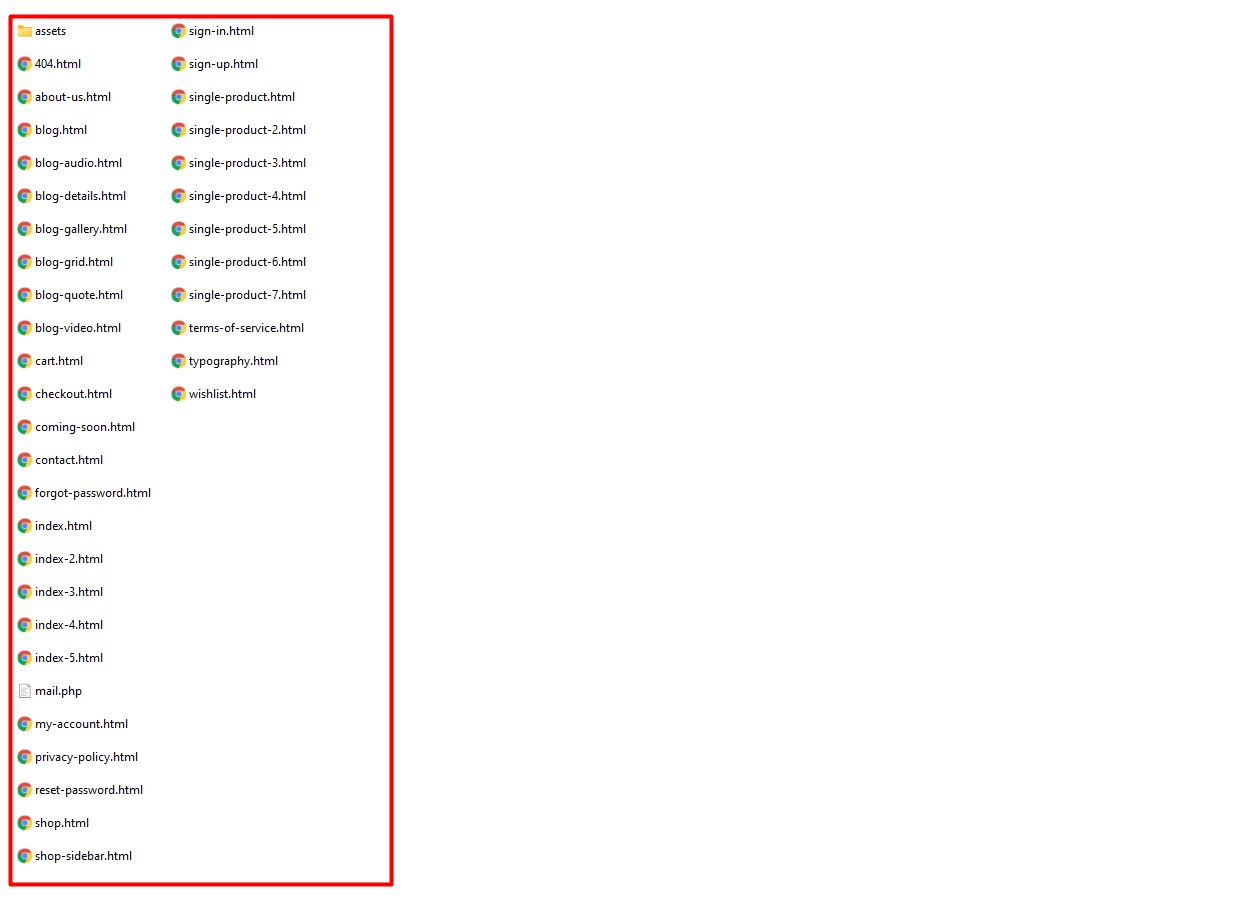 assets
404.html
about-us.html
blog.html
blog-audio.html
blog-details.html
blog-gallery.html
blog-grid.html
blog-quote.html
blog-video.html
cart.html
checkout.html
coming-soon.html
contact.html
forgot-password.html
index.html
index-2.html
index-3.html
index-4.html
index-5.html
mail.php
my-account.html
privacy-policy.html
reset-password.html
shop.html
shop-sidebar.html
sign-in.html
sign-up.html
single-product.html
single-product-2.html
single-product-3.html
single-product-4.html
single-product-5.html
single-product-6.html
single-product-7.html
terms-of-service.html
typography.html
wishlist.html